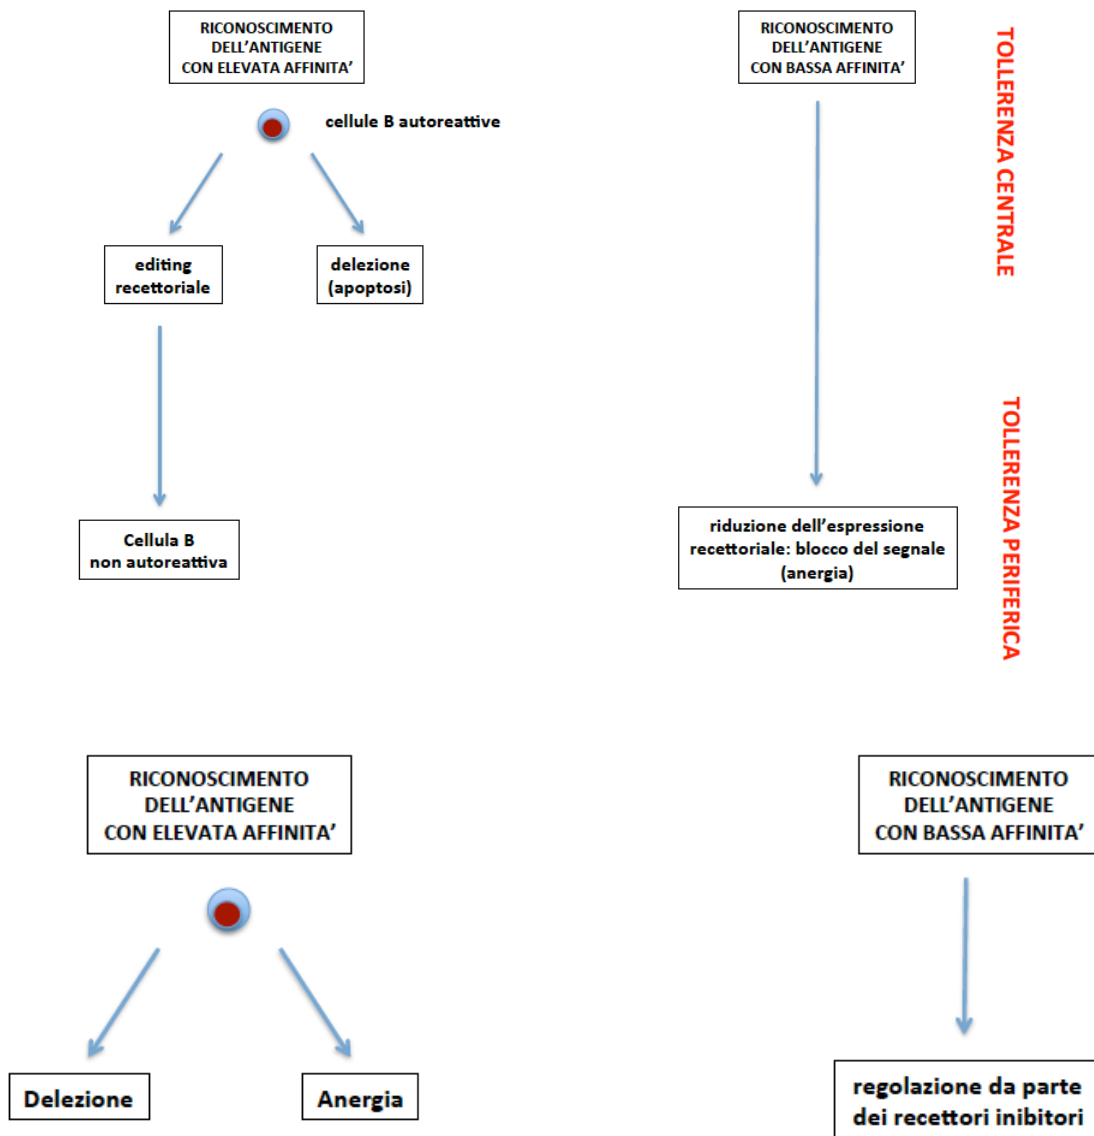 RICONOSCIMENTO
DELL'ANTIGENE
CON ELEVATA AFFINITA'
cellule B autoreattive
editing
recettoriale
delezione
(apoptosi)
Cellula B
non autoreattiva
RICONOSCIMENTO
DELL'ANTIGENE
CON BASSA AFFINITA'
riduzione dell'espressione
recettoriale: blocco del segnale
(anergia)
TOLLERENZA CENTRALE
TOLLERENZA PERIFERICA
RICONOSCIMENTO
DELL'ANTIGENE
CON ELEVATA AFFINITA'
Delezione
Anergia
RICONOSCIMENTO
DELL'ANTIGENE
CON BASSA AFFINITA'
regolazione da parte
dei recettori inibitori